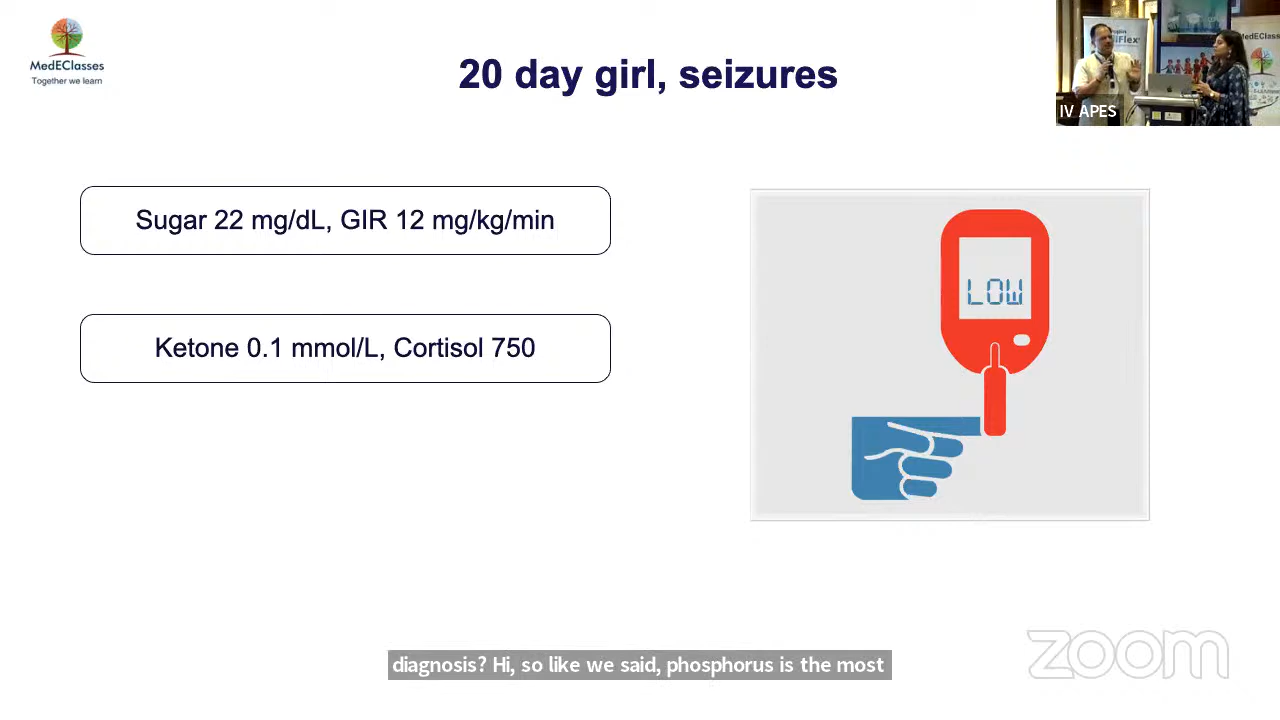 MedEClasses
Together we learn
20 day girl, seizures
IV APES
Sugar 22 mg/dL, GIR 12 mg/kg/min
Ketone 0.1 mmol/L, Cortisol 750
LOW
diagnosis? Hi, so like we said, phosphorus is the most
zoom